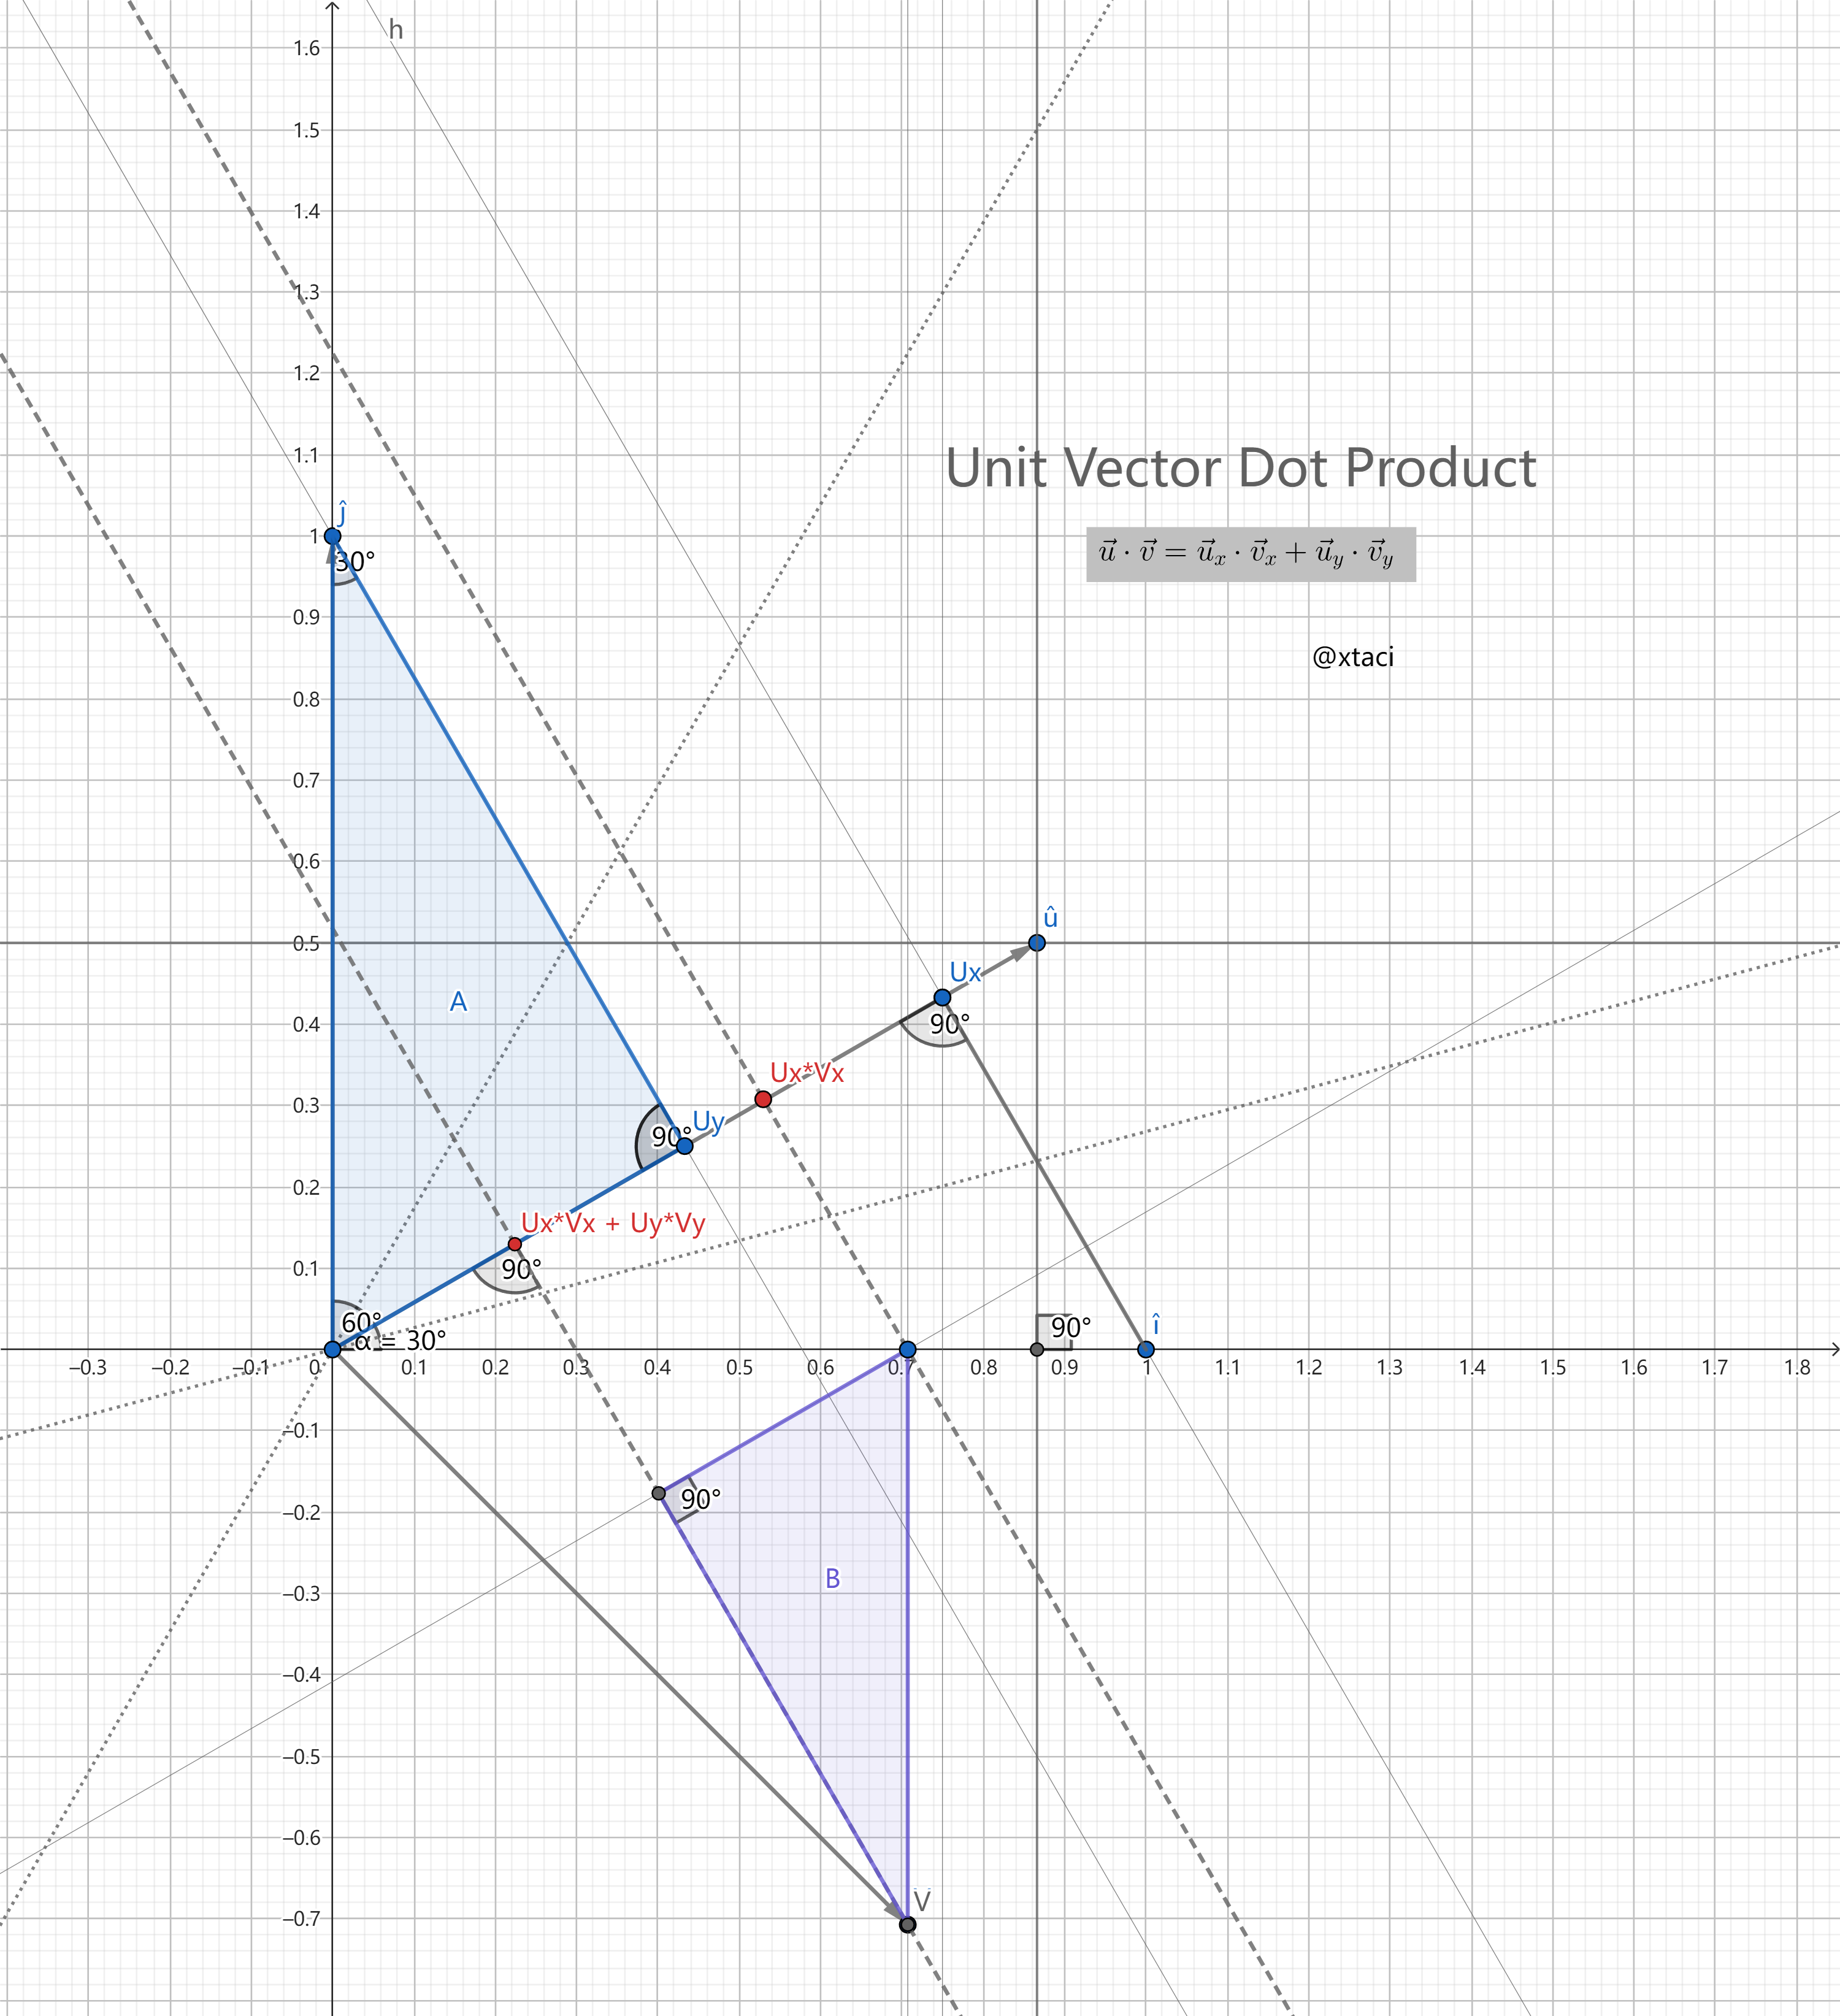 h
1.6
1.5
1.4
1.3
1.2
1.1
Unit Vector Dot Product
ĵ
1
30°
$\vec{u} \cdot \vec{v} = \vec{u}_x \cdot \vec{v}_x + \vec{u}_y \cdot \vec{v}_y$
0.9
@xtaci
0.8
0.7
0.6
û
0.5
Ux
A
0.4
90°
Ux*Vx
0.3
Uy
90°
0.2
Ux*Vx + Uy*Vy
0.1
90°
60°
α = 30°
90°
î
−0.3 −0.2 −0.1 0 0.1 0.2 0.3 0.4 0.5 0.6 0.7 0.8 0.9 1 1.1 1.2 1.3 1.4 1.5 1.6 1.7 1.8
−0.1
90°
−0.2
B
−0.3
−0.4
−0.5
−0.6
V
−0.7